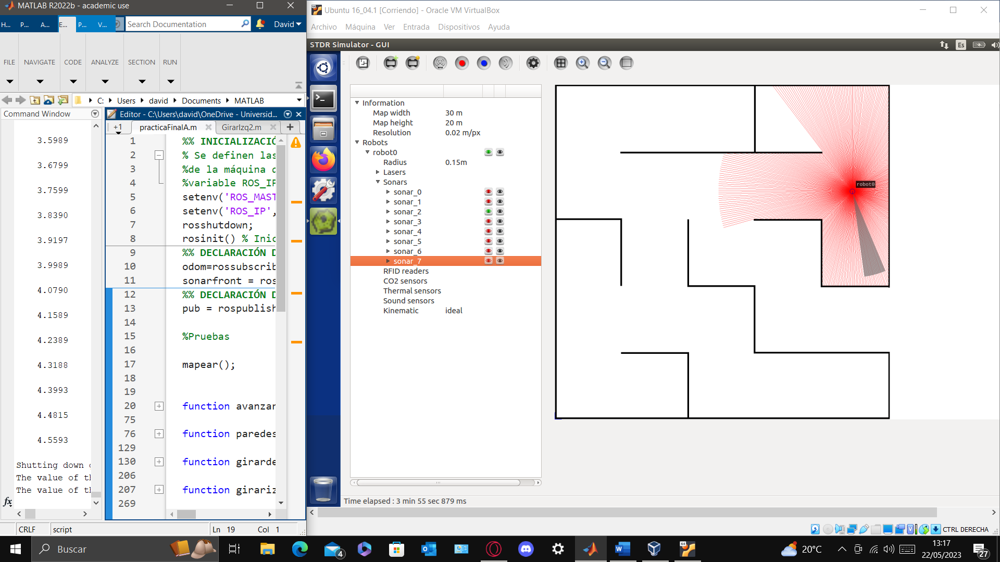 MATLAB R2022b - academic use
H...
P...
A...
E...
P...
V...
Search Documentation
David
FILE
NAVIGATE
CODE
ANALYZE
SECTION
RUN
C:
Users
david
Documents
MATLAB
Command Window
3.5989
3.6799
3.7599
3.8390
3.9197
3.9989
4.0790
4.1589
4.2389
4.3188
4.3993
4.4815
4.5593
Shutting down
The value of
The value of
fx
Editor - C:\Users\david\OneDrive - Universid...
+1
practicaFinalA.m
GirarIzq2.m
1 %% INICIALIZACIÓ
2 % Se definen las
3 %de la máquina
4 %variable ROS_IP
5 setenv('ROS_MAST
6 setenv('ROS_IP',
7 rosshutdown;
8 rosinit() % Inic
9 %% DECLARACIÓN D
10 odom=rossubscrib
11 sonarfront = ros
12 %% DECLARACIÓN D
13 pub = rospublish
14
15 %Pruebas
16
17 mapear();
18
19
20 function avanzar
75
76 function paredes
129
130 function girarde
206
207 function girariz
269
CRLF
script
Ln 19
Col 1
Ubuntu 16_04.1 [Corriendo] - Oracle VM VirtualBox
Archivo
Máquina
Ver
Entrada
Dispositivos
Ayuda
STDR Simulator - GUI
Es
Information
Map width 30 m
Map height 20 m
Resolution 0.02 m/px
Robots
robot0
Radius 0.15m
Lasers
Sonars
sonar_0
sonar_1
sonar_2
sonar_3
sonar_4
sonar_5
sonar_6
sonar_7
RFID readers
CO2 sensors
Thermal sensors
Sound sensors
Kinematic ideal
robot0
Time elapsed : 3 min 55 sec 879 ms
CTRL DERECHA
Buscar
4
20°C
13:17
22/05/2023
27